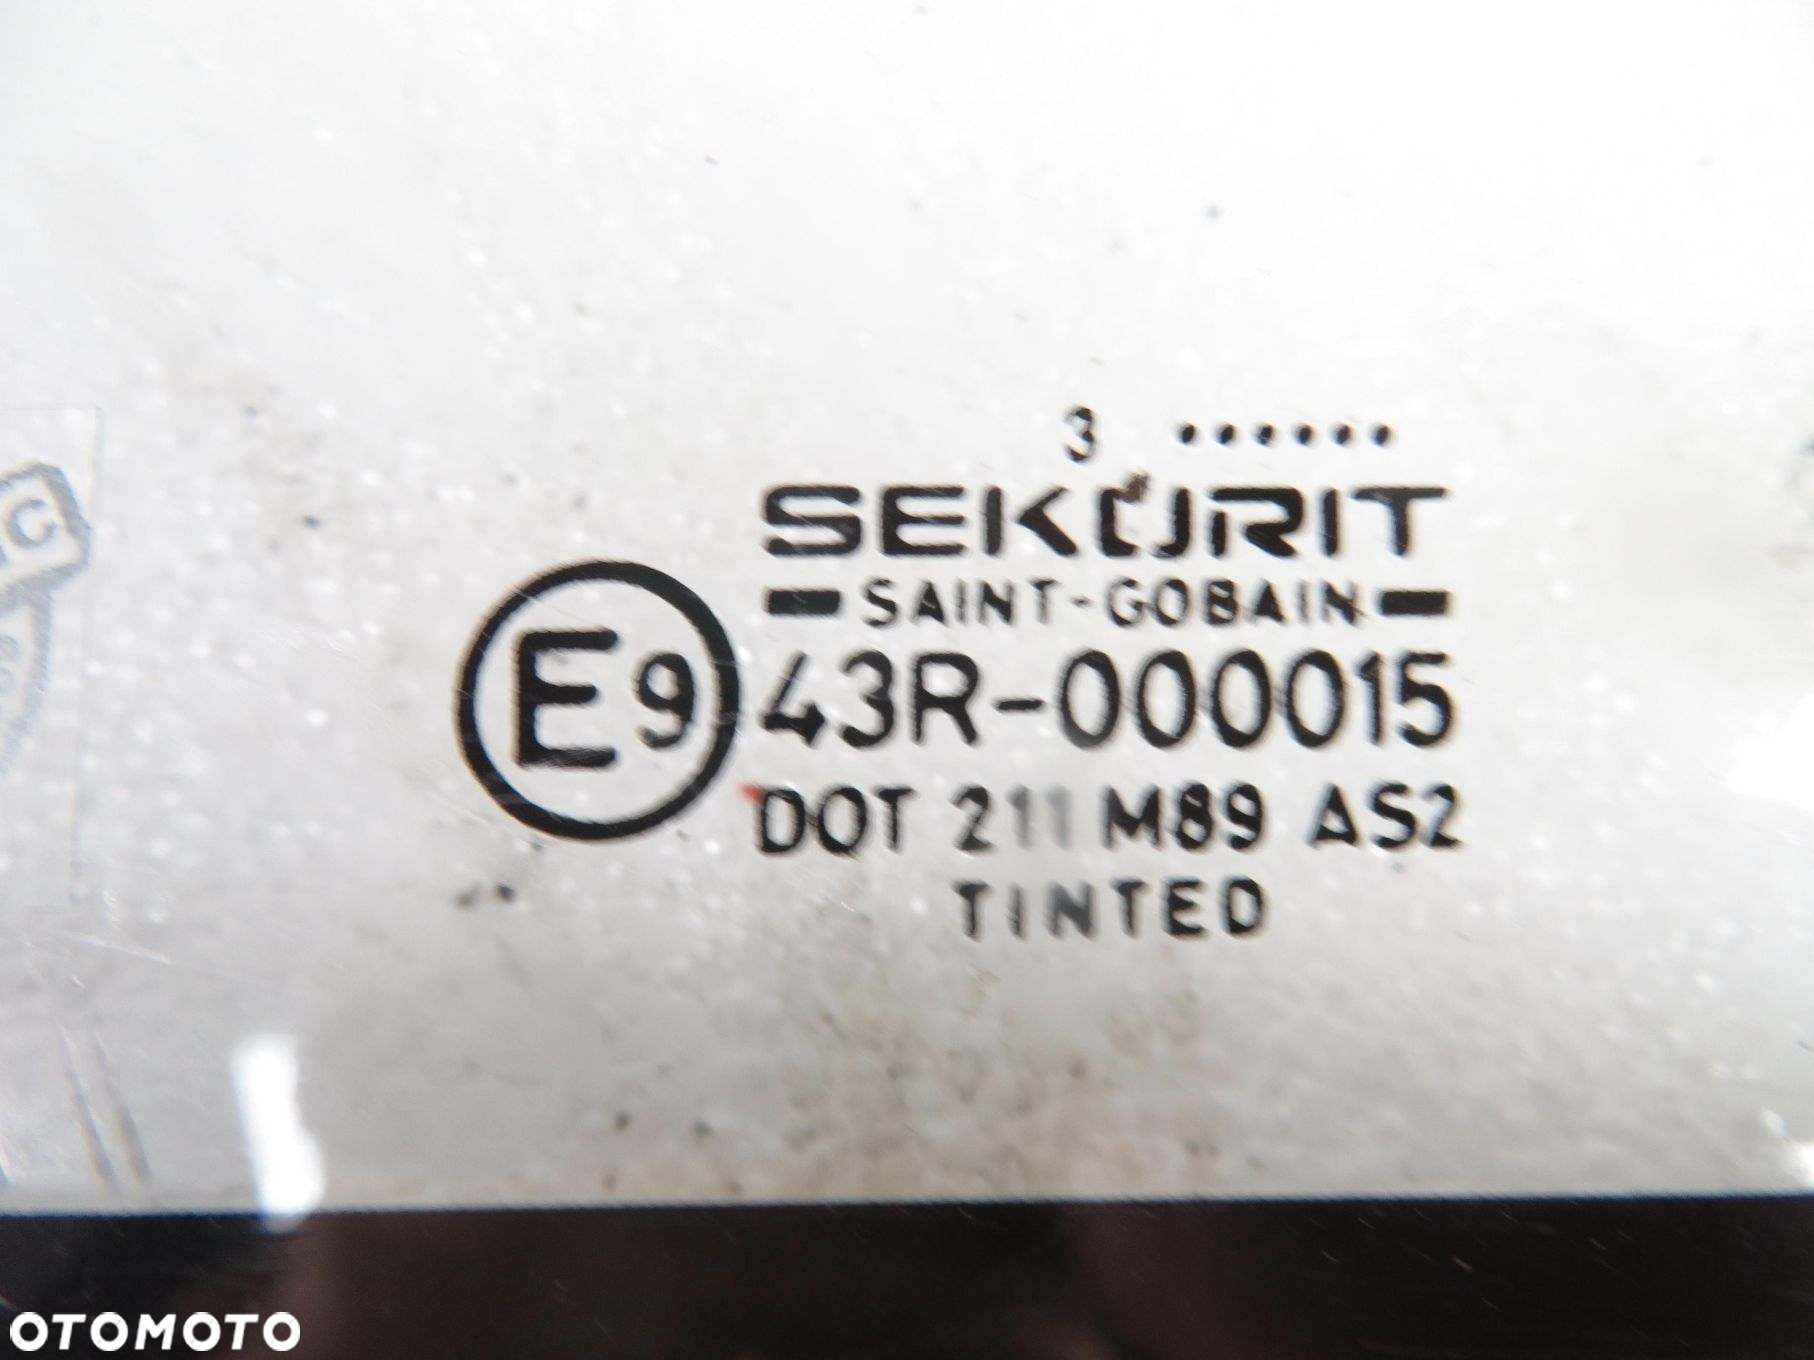 3 ••••••
SEKURIT
SAINT-GOBAIN
E9 43R-000015
DOT 211 M89 AS2
TINTED
OTOMOTO